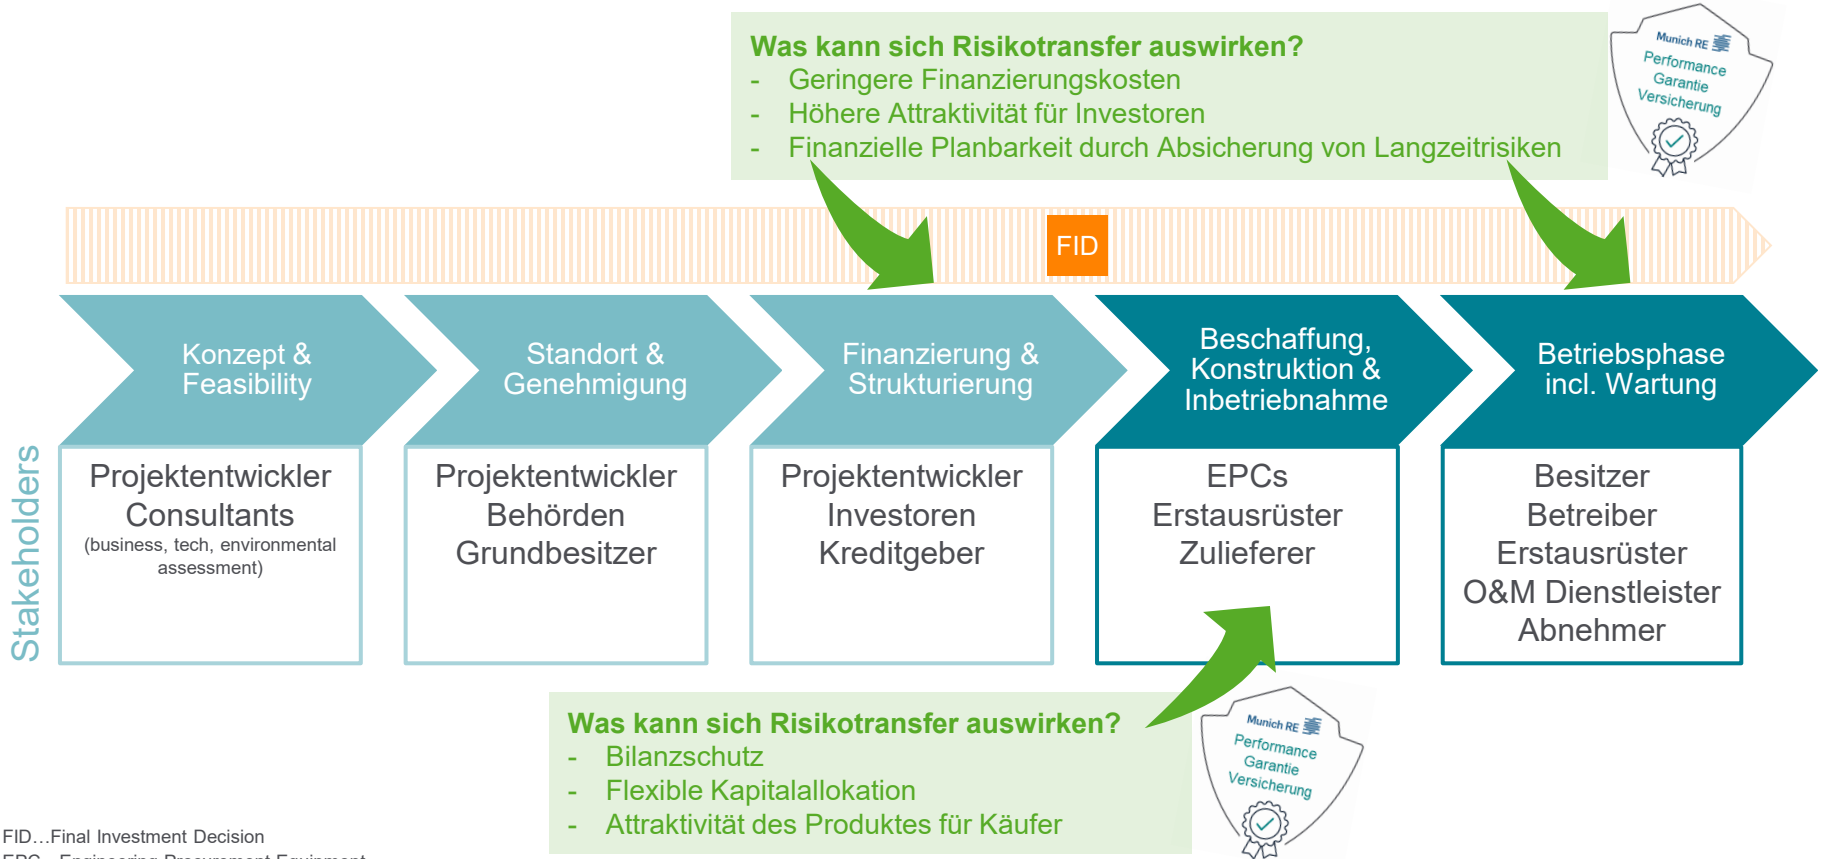 Was kann sich Risikotransfer auswirken?
- Geringere Finanzierungskosten
- Höhere Attraktivität für Investoren
- Finanzielle Planbarkeit durch Absicherung von Langzeitrisiken
Munich RE
Performance
Garantie
Versicherung
FID
Konzept &
Feasibility
Standort &
Genehmigung
Finanzierung &
Strukturierung
Beschaffung,
Konstruktion &
Inbetriebnahme
Betriebsphase
incl. Wartung
Stakeholders
Projektentwickler
Consultants
(business, tech, environmental
assessment)
Projektentwickler
Behörden
Grundbesitzer
Projektentwickler
Investoren
Kreditgeber
EPCs
Erstausrüster
Zulieferer
Besitzer
Betreiber
Erstausrüster
O&M Dienstleister
Abnehmer
Was kann sich Risikotransfer auswirken?
- Bilanzschutz
- Flexible Kapitalallokation
- Attraktivität des Produktes für Käufer
Munich RE
Performance
Garantie
Versicherung
FID…Final Investment Decision
EPC…Engineering Procurement Equipment